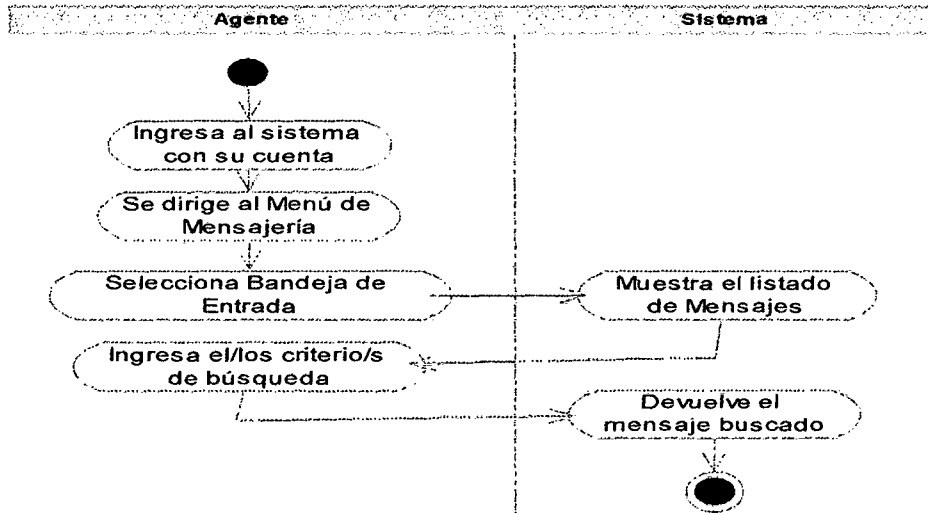 Agente
Sistema
Ingresa al sistema
con su cuenta
Se dirige al Menú de
Mensajería
Selecciona Bandeja de
Entrada
Muestra el listado
de Mensajes
Ingresa el/los criterio/s
de búsqueda
Devuelve el
mensaje buscado